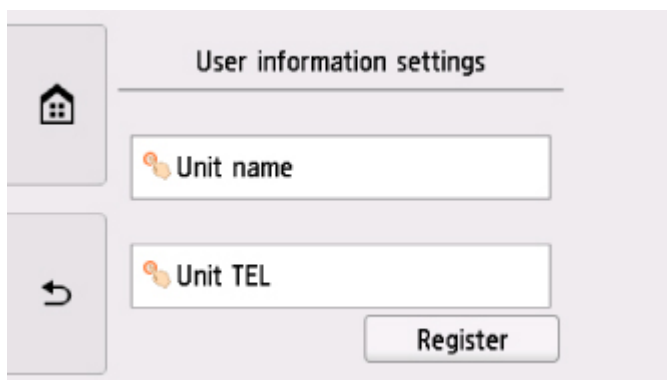 User information settings
Unit name
Unit TEL
Register